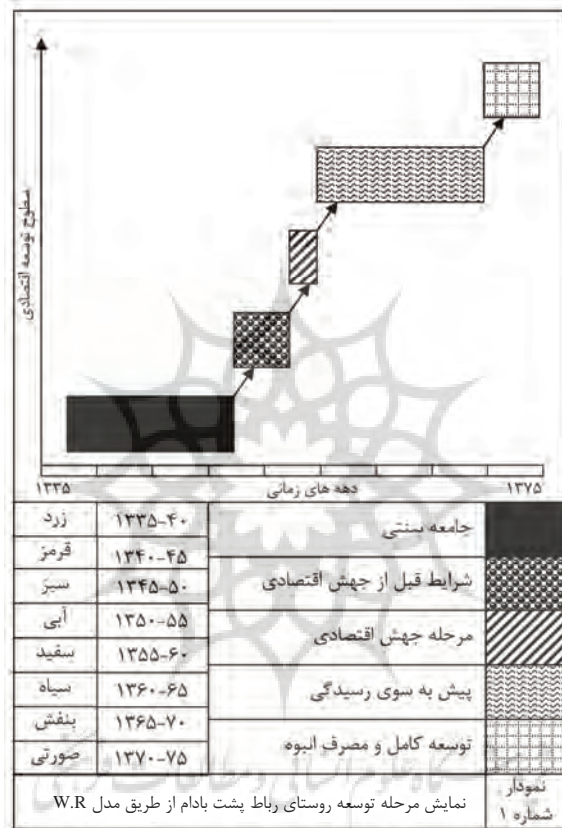 سطوح توسعه اقتصادی
۱۳۳۵ دهه های زمانی ۱۳۷۵
جامعه سنتی ۱۳۳۵-۴۰ زرد
شرایط قبل از جهش اقتصادی ۱۳۴۰-۴۵ قرمز
۱۳۴۵-۵۰ سبز
مرحله جهش اقتصادی ۱۳۵۰-۵۵ آبی
۱۳۵۵-۶۰ سفید
پیش به سوی رسیدگی ۱۳۶۰-۶۵ سیاه
۱۳۶۵-۷۰ بنفش
توسعه کامل و مصرف انبوه ۱۳۷۰-۷۵ صورتی
نمودار
شماره ۱
نمایش مرحله توسعه روستای رباط پشت بادام از طریق مدل W.R